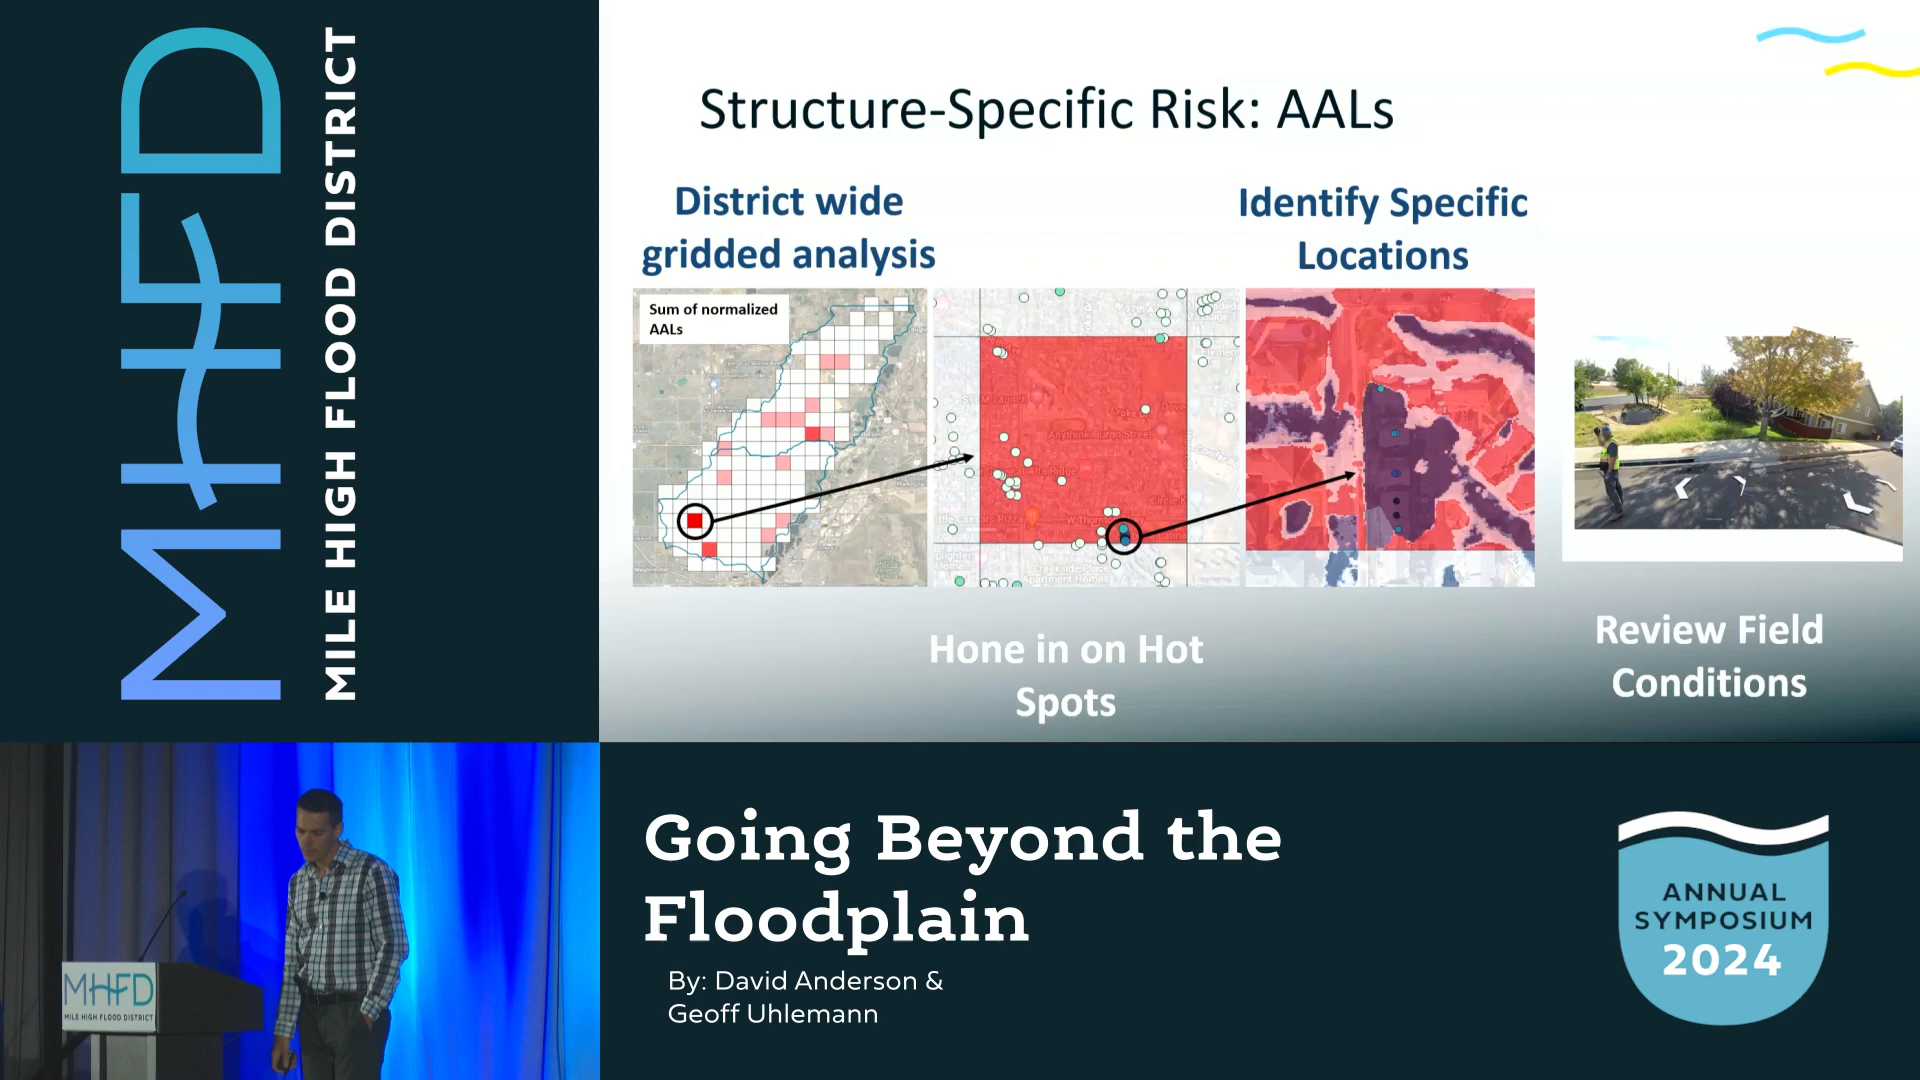 MHFD
MILE HIGH FLOOD DISTRICT
Structure-Specific Risk: AALs
District wide
gridded analysis
Identify Specific
Locations
Sum of normalized
AALs
Hone in on Hot
Spots
Review Field
Conditions
MHFD
MILE HIGH FLOOD DISTRICT
Going Beyond the
Floodplain
By: David Anderson &
Geoff Uhlemann
ANNUAL
SYMPOSIUM
2024